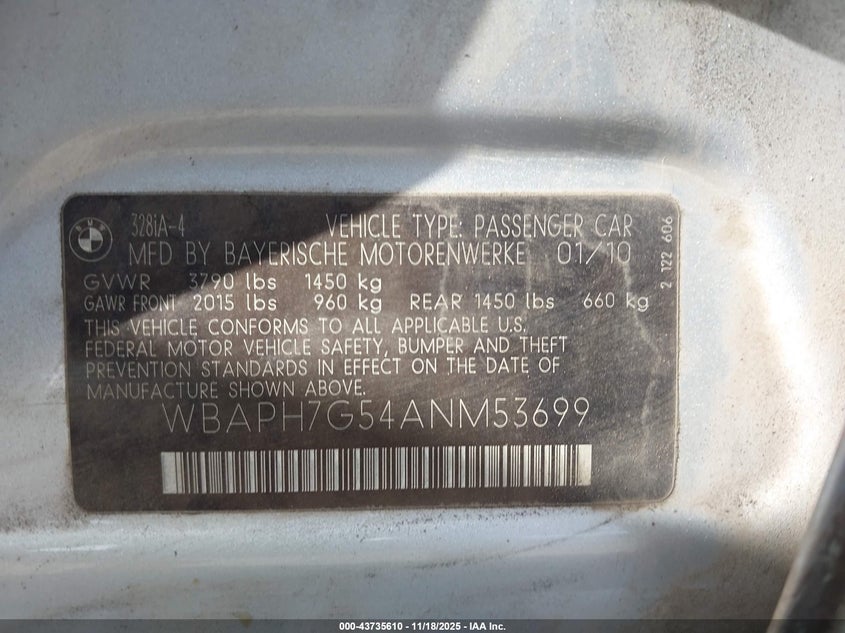 328iA-4 VEHICLE TYPE: PASSENGER CAR
MFD BY BAYERISCHE MOTORENWERKE 01/10
GVWR 3790 lbs 1450 kg
GAWR FRONT 2015 lbs 960 kg REAR 1450 lbs 660 kg
THIS VEHICLE CONFORMS TO ALL APPLICABLE U.S.
FEDERAL MOTOR VEHICLE SAFETY, BUMPER AND THEFT
PREVENTION STANDARDS IN EFFECT ON THE DATE OF
MANUFACTURE SHOWN ABOVE.
WBAPH7G54ANM53699
2 122 606
BMW
000-43735610 - 11/18/2025 - IAA Inc.